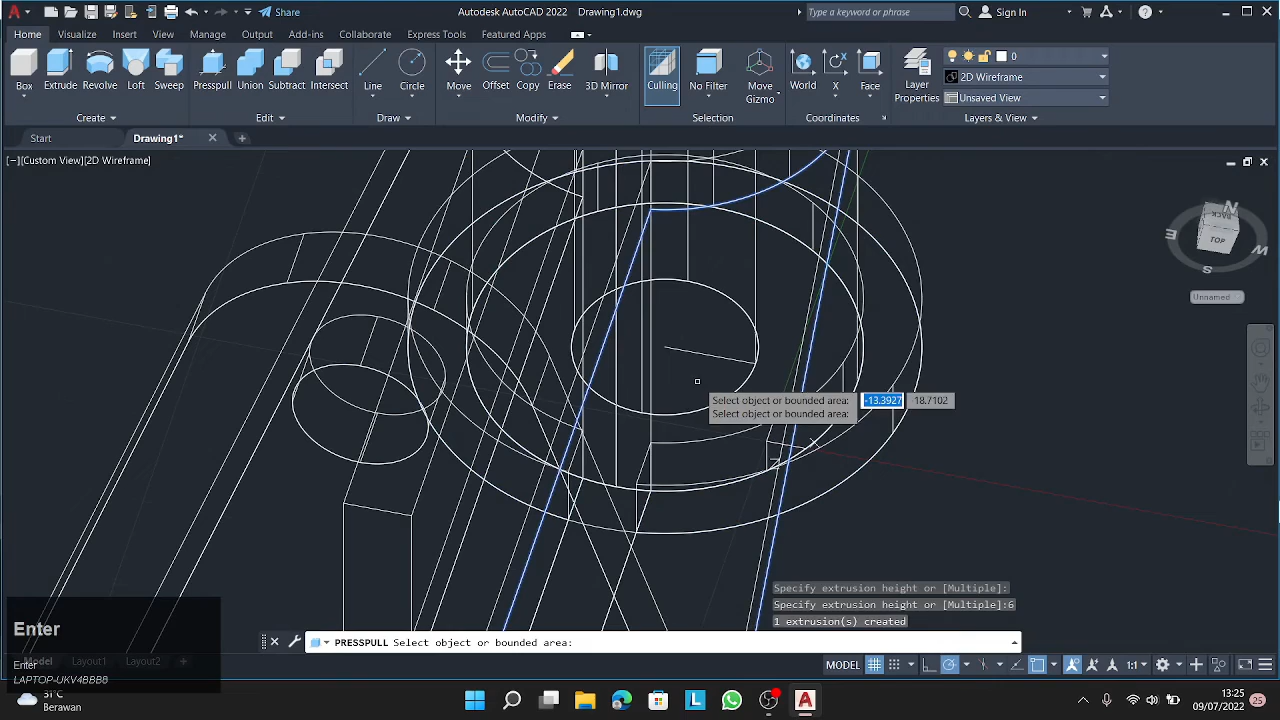 Share
Autodesk AutoCAD 2022 Drawing1.dwg
Type a keyword or phrase
Sign In
Home Visualize Insert View Manage Output Add-ins Collaborate Express Tools Featured Apps
Box Extrude Revolve Loft Sweep Presspull Union Subtract Intersect Line Circle Move Offset Copy Erase 3D Mirror Culling No Filter Move Gizmo World X Face Layer Properties
0
2D Wireframe
Unsaved View
Create Edit Draw Modify Selection Coordinates Layers & View
Start Drawing1*
[−][Custom View][2D Wireframe]
N
BACK
E TOP W
S
Unnamed
Select object or bounded area: -13.3927 18.7102
Select object or bounded area:
Specify extrusion height or [Multiple]:
Specify extrusion height or [Multiple]:6
1 extrusion(s) created
Enter
PRESSPULL Select object or bounded area:
Enter
Model Layout1 Layout2
MODEL 1:1
LAPTOP-UKV4BBB8
31°C
Berawan
L A
13:25
09/07/2022
25